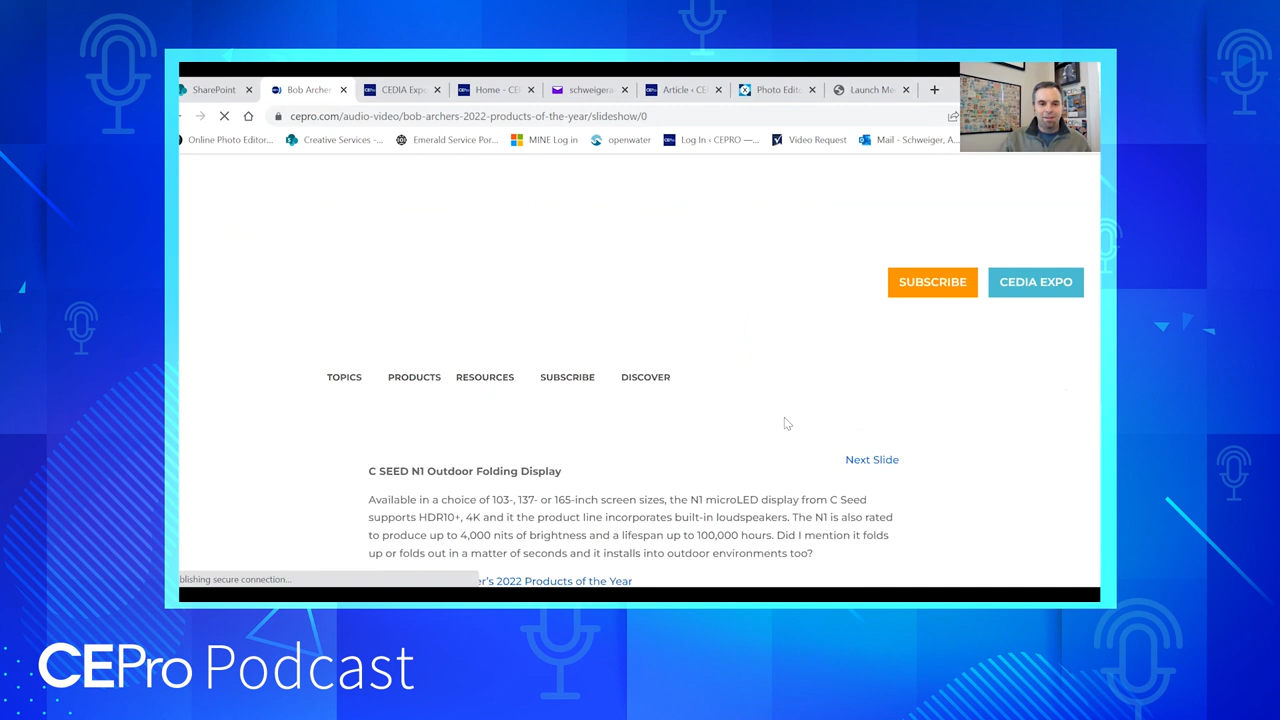 SharePoint
Bob Archer
CEDIA Exp
Home - CE
schweigera
Article ‹ CE
Photo Edito
Launch Me
cepro.com/audio-video/bob-archers-2022-products-of-the-year/slideshow/0
Online Photo Editor...
Creative Services -...
Emerald Service Por...
MINE Log in
openwater
Log In ‹ CEPRO —...
Video Request
Mail - Schweiger, A...
SUBSCRIBE
CEDIA EXPO
TOPICS
PRODUCTS
RESOURCES
SUBSCRIBE
DISCOVER
Next Slide
C SEED N1 Outdoor Folding Display
Available in a choice of 103-, 137- or 165-inch screen sizes, the N1 microLED display from C Seed
supports HDR10+, 4K and it the product line incorporates built-in loudspeakers. The N1 is also rated
to produce up to 4,000 nits of brightness and a lifespan up to 100,000 hours. Did I mention it folds
up or folds out in a matter of seconds and it installs into outdoor environments too?
blishing secure connection...
er's 2022 Products of the Year
CEPro Podcast